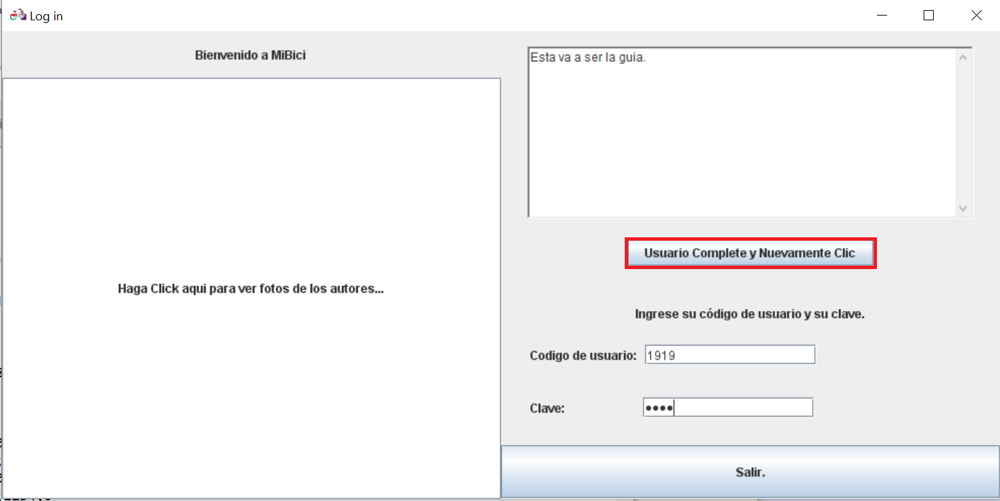 Log in
Bienvenido a MiBici
Haga Click aqui para ver fotos de los autores...
Esta va a ser la guia.
Usuario Complete y Nuevamente Clic
Ingrese su código de usuario y su clave.
Codigo de usuario: 1919
Clave: ••••
Salir.